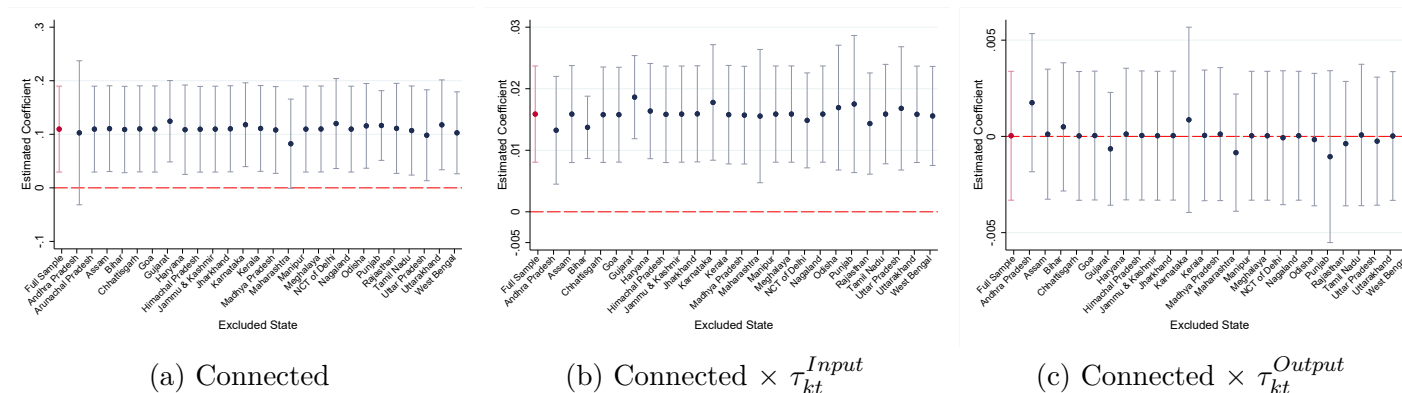 Estimated Coefficient
.3
.2
.1
0
-.1
Full Sample
Andhra Pradesh
Arunachal Pradesh
Assam
Bihar
Chhattisgarh
Goa
Gujarat
Haryana
Himachal Pradesh
Jammu & Kashmir
Jharkhand
Karnataka
Kerala
Madhya Pradesh
Maharashtra
Manipur
Meghalaya
NCT of Delhi
Nagaland
Odisha
Punjab
Rajasthan
Tamil Nadu
Uttar Pradesh
Uttarakhand
West Bengal
Excluded State
(a) Connected
Estimated Coefficient
.03
.02
.01
0
-.005
Full Sample
Andhra Pradesh
Assam
Bihar
Chhattisgarh
Goa
Gujarat
Haryana
Himachal Pradesh
Jammu & Kashmir
Jharkhand
Karnataka
Kerala
Madhya Pradesh
Maharashtra
Manipur
Meghalaya
NCT of Delhi
Nagaland
Odisha
Punjab
Rajasthan
Tamil Nadu
Uttar Pradesh
Uttarakhand
West Bengal
Excluded State
(b) Connected × τ_{kt}^{Input}
Estimated Coefficient
.005
0
-.005
Full Sample
Andhra Pradesh
Assam
Bihar
Chhattisgarh
Goa
Gujarat
Haryana
Himachal Pradesh
Jammu & Kashmir
Jharkhand
Karnataka
Kerala
Madhya Pradesh
Maharashtra
Manipur
Meghalaya
NCT of Delhi
Nagaland
Odisha
Punjab
Rajasthan
Tamil Nadu
Uttar Pradesh
Uttarakhand
West Bengal
Excluded State
(c) Connected × τ_{kt}^{Output}